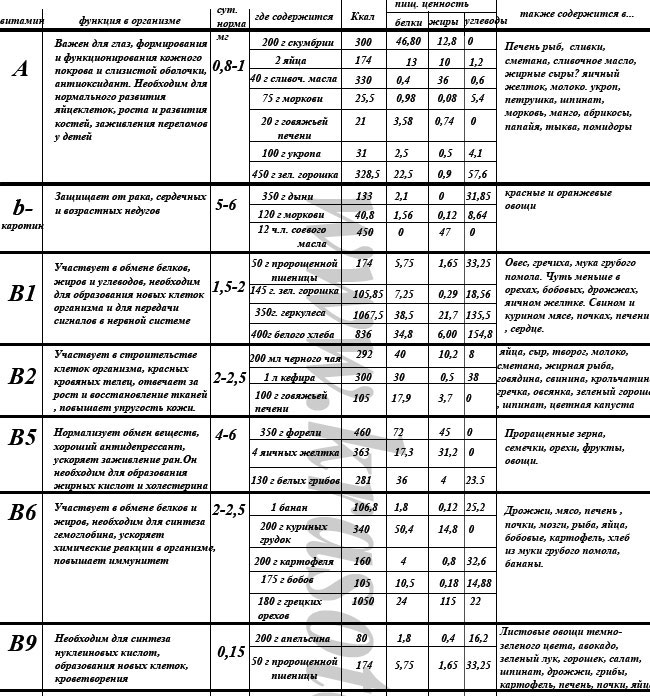 витамин функция в организме сут. норма мг где содержится Ккал пищ. ценность белки жиры углеводы также содержится в...
A
Важен для глаз, формирования
и функционирования кожного
покрова и слизистой оболочки,
антиоксидант. Необходим для
нормального развития
яйцеклеток, роста и развития
костей, заживления переломов
у детей
0,8-1
200 г скумбрии 300 46,80 12,8 0
2 яйца 174 13 10 1,2
40 г сливоч. масла 330 0,4 36 0,6
75 г моркови 25,5 0,98 0,08 5,4
20 г говяжьей печени 21 3,58 0,74 0
100 г укропа 31 2,5 0,5 4,1
450 г зел. горошка 328,5 22,5 0,9 57,6
Печень рыб, сливки,
сметана, сливочное масло,
жирные сыры? яичный
желток, молоко. укроп,
петрушка, шпинат,
морковь, манго, абрикосы,
папайя, тыква, помидоры
b-
каротин
Защищает от рака, сердечных
и возрастных недугов
5-6
350 г дыни 133 2,1 0 31,85
120 г моркови 40,8 1,56 0,12 8,64
12 ч.л. соевого масла 450 0 47 0
красные и оранжевые
овощи
B1
Участвует в обмене белков,
жиров и углеводов, необходим
для образования новых клеток
организма и для передачи
сигналов в нервной системе
1,5-2
50 г пророщенной пшеницы 174 5,75 1,65 33,25
145 г. зел. горошка 105,85 7,25 0,29 18,56
350г. геркулеса 1067,5 38,5 21,7 135,5
400г белого хлеба 836 34,8 6,00 154,8
Овес, гречиха, мука грубого
помола. Чуть меньше в
орехах, бобовых, дрожжах,
яичном желтке. Свином и
курином мясе, почках, печени
, сердце.
B2
Участвует в строительстве
клеток организма, красных
кровяных телец, отвечает за
рост и восстановление тканей
, повышает упругость кожи.
2-2,5
200 мл черного чая 292 40 10,2 8
1 л кефира 300 30 0,5 38
100 г говяжьей печени 105 17,9 3,7 0
яйца, сыр, творог, молоко,
сметана, жирная рыба,
говядина, свинина, крольчатина
гречка, овсянка, зеленый горошо
, шпинат, цветная капуста
B5
Нормализует обмен веществ,
хороший антидепрессант,
ускоряет заживление ран.Он
необходим для образования
жирных кислот и холестерина
4-6
350 г форели 460 72 45 0
4 яичных желтка 363 17,3 31,2 0
130 г белых грибов 281 36 4 23.5
Проращенные зерна,
семечки, орехи, фрукты,
овощи.
B6
Участвует в обмене белков и
жиров, необходим для синтеза
гемоглобина, ускоряет
химические реакции в организме,
повышает иммунитет
2-2,5
1 банан 106,8 1,8 0,12 25,2
200 г куриных грудок 340 50,4 14,8 0
200 г картофеля 160 4 0,8 32,6
175 г бобов 105 10,5 0,18 14,88
180 г грецких орехов 1050 24 115 22
Дрожжи, мясо, печень ,
почки, мозги, рыба, яйца,
бобовые, картофель, хлеб
из муки грубого помола,
бананы.
B9
Необходим для синтеза
нуклеиновых кислот,
образования новых клеток,
кроветворения
0,15
200 г апельсина 80 1,8 0,4 16,2
50 г пророщенной пшеницы 174 5,75 1,65 33,25
Листовые овощи темно-
зеленого цвета, авокадо,
зеленый лук, горошек, салат,
шпинат, дрожжи, грибы,
картофель, печень, почки, яйц
www.krasot